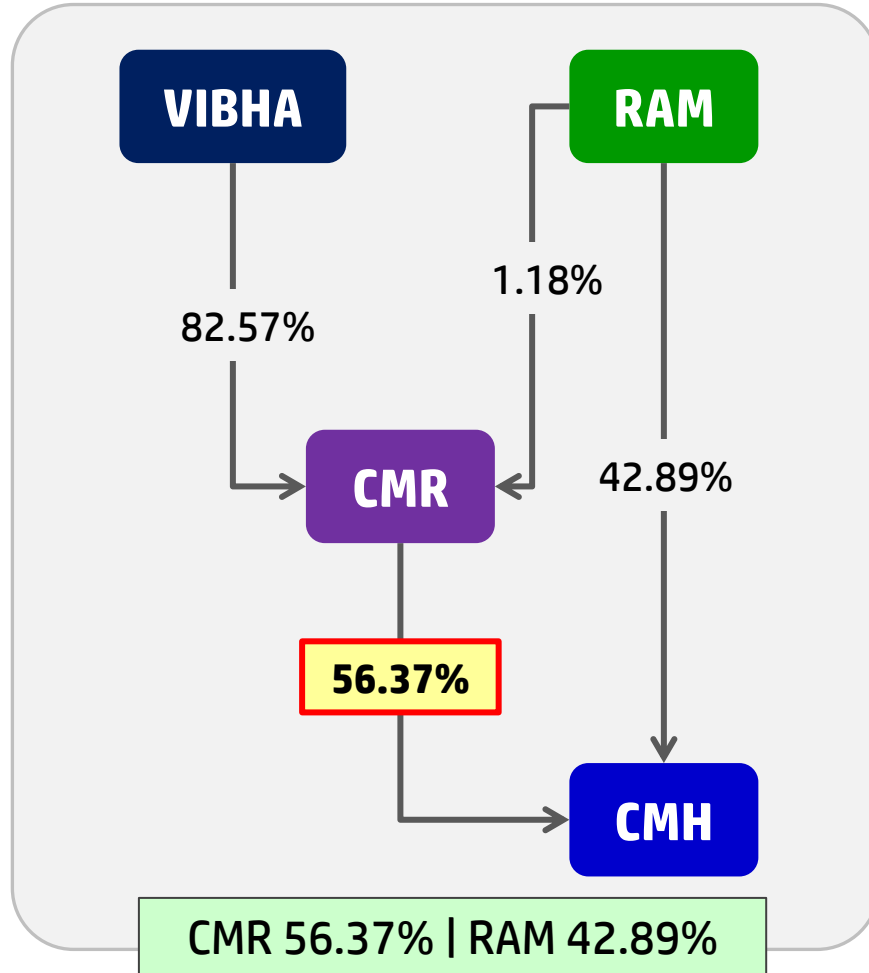 VIBHA
RAM
1.18%
82.57%
42.89%
CMR
56.37%
CMH
CMR 56.37% | RAM 42.89%